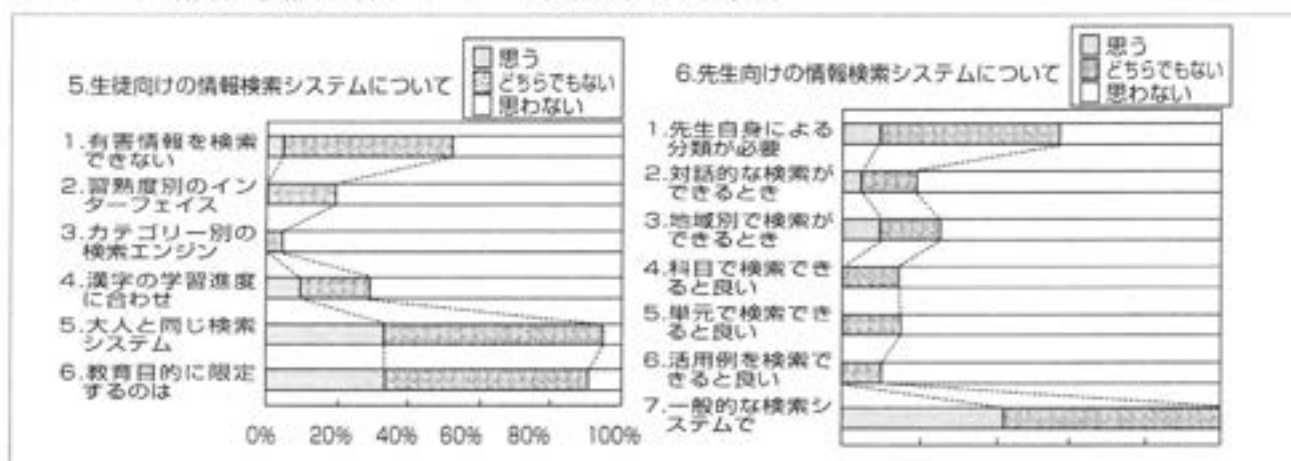 5.生徒向けの情報検索システムについて
思う
どちらでもない
思わない
1.有害情報を検索
できない
2.習熟度別のイン
ターフェイス
3.カテゴリー別の
検索エンジン
4.漢字の学習進度
に合わせ
5.大人と同じ検索
システム
6.教育目的に限定
するのは
0% 20% 40% 60% 80% 100%
6.先生向けの情報検索システムについて
思う
どちらでもない
思わない
1.先生自身による
分類が必要
2.対話的な検索が
できるとき
3.地域別で検索が
できるとき
4.科目で検索でき
ると良い
5.単元で検索でき
ると良い
6.活用例を検索で
きると良い
7.一般的な検索シ
ステムで